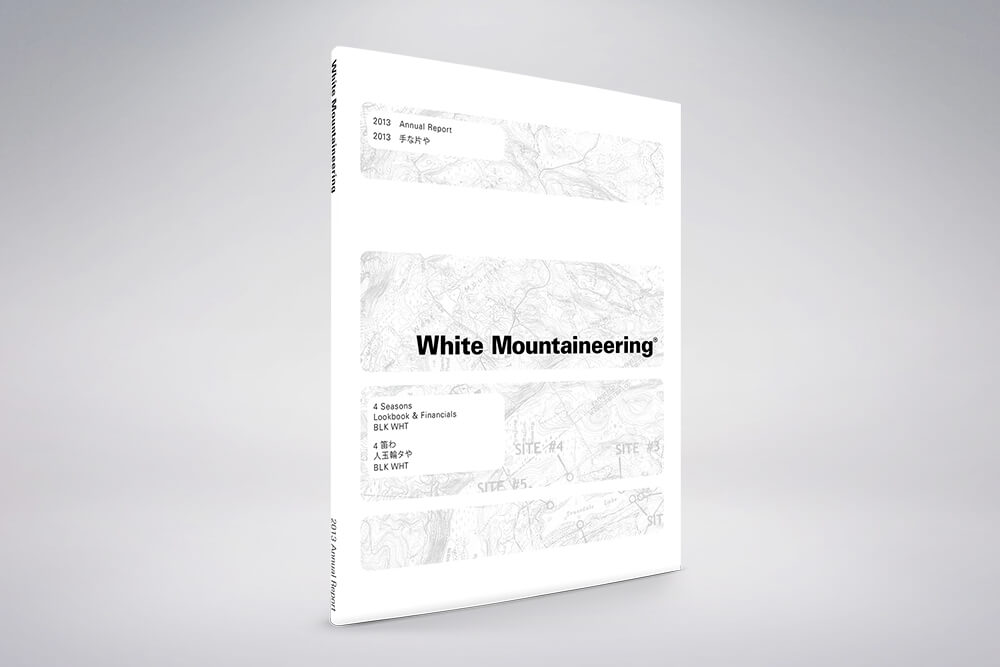 White Mountaineering
2013 Annual Report
2013 Annual Report
2013 手な片や
White Mountaineering®
4 Seasons
Lookbook & Financials
BLK WHT
4 笛わ
人玉輪タや
BLK WHT
SITE #4
SITE #3
SITE #5
SIT